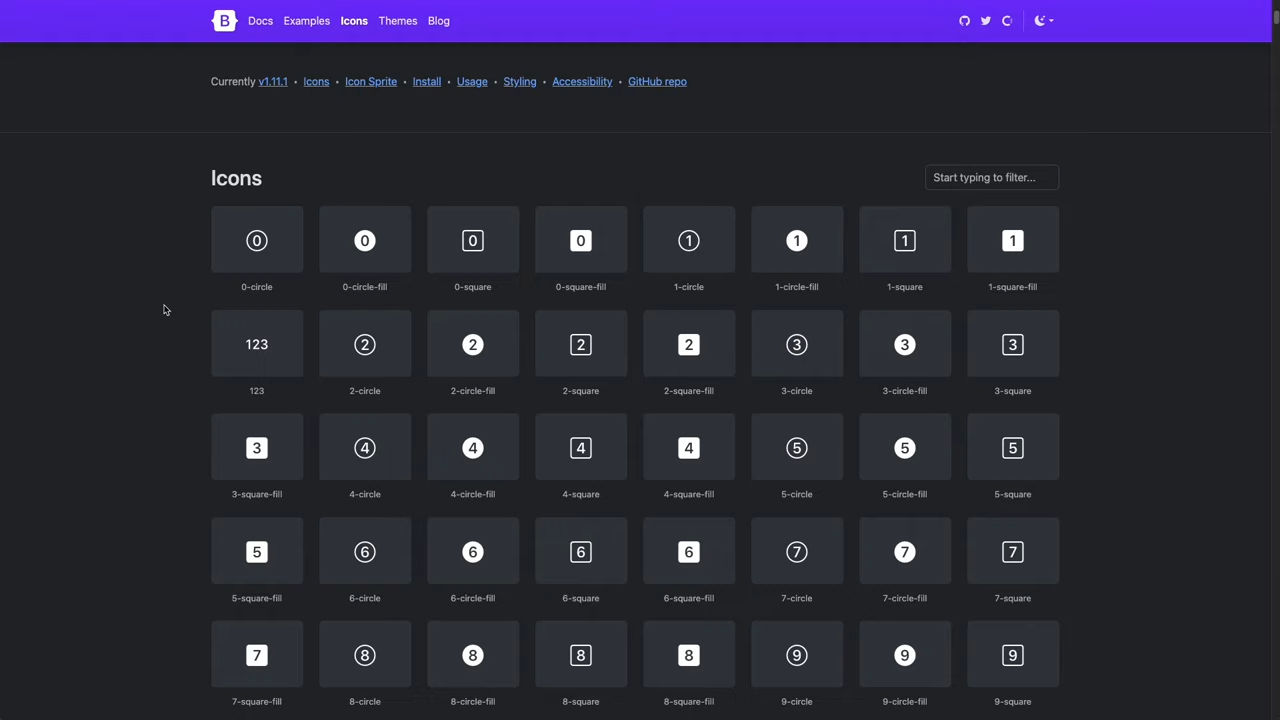 B Docs Examples Icons Themes Blog
Currently v1.11.1 • Icons • Icon Sprite • Install • Usage • Styling • Accessibility • GitHub repo
Icons
Start typing to filter...
0 0 0 0 1 1 1 1
0-circle 0-circle-fill 0-square 0-square-fill 1-circle 1-circle-fill 1-square 1-square-fill
123 2 2 2 2 3 3 3
123 2-circle 2-circle-fill 2-square 2-square-fill 3-circle 3-circle-fill 3-square
3 4 4 4 4 5 5 5
3-square-fill 4-circle 4-circle-fill 4-square 4-square-fill 5-circle 5-circle-fill 5-square
5 6 6 6 6 7 7 7
5-square-fill 6-circle 6-circle-fill 6-square 6-square-fill 7-circle 7-circle-fill 7-square
7 8 8 8 8 9 9 9
7-square-fill 8-circle 8-circle-fill 8-square 8-square-fill 9-circle 9-circle-fill 9-square